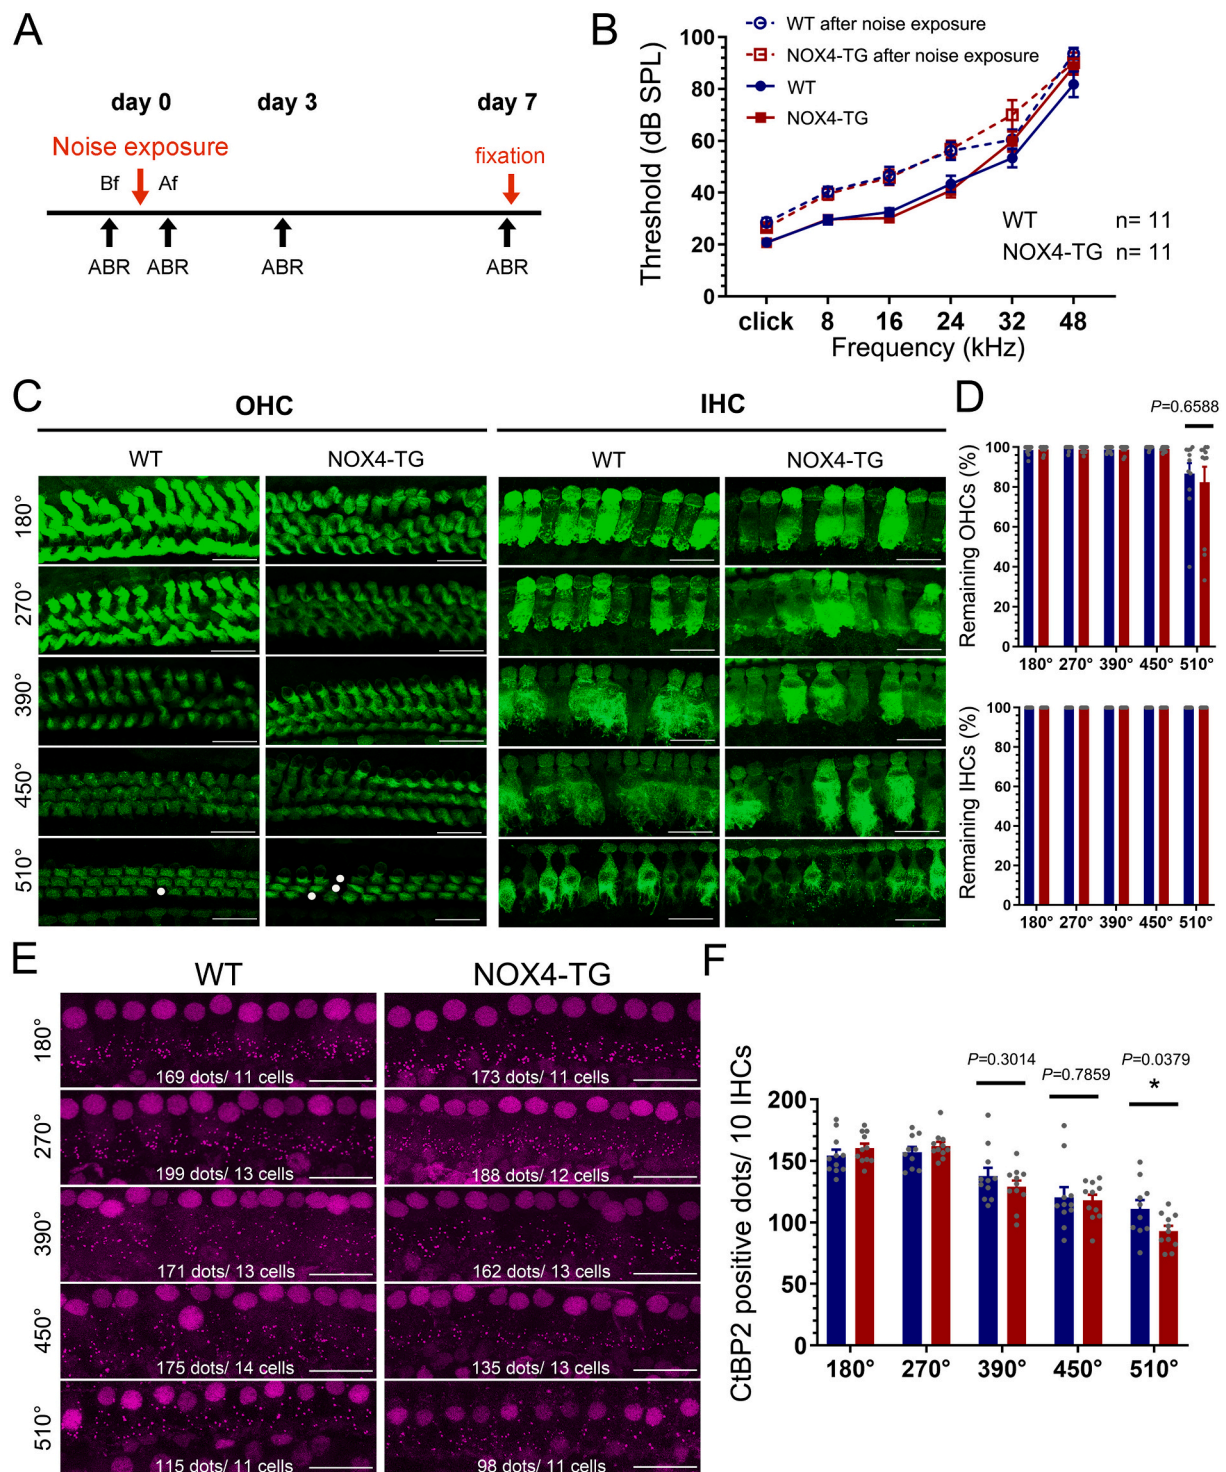 A
day 0
day 3
day 7
Noise exposure
fixation
Bf
Af
ABR
ABR
ABR
ABR
B
WT after noise exposure
NOX4-TG after noise exposure
WT
NOX4-TG
Threshold (dB SPL)
100
80
60
40
20
0
WT n= 11
NOX4-TG n= 11
click 8 16 24 32 48
Frequency (kHz)
C
OHC
IHC
WT
NOX4-TG
WT
NOX4-TG
180°
270°
390°
450°
510°
D
P=0.6588
Remaining OHCs (%)
100
80
60
40
20
0
180° 270° 390° 450° 510°
Remaining IHCs (%)
100
80
60
40
20
0
180° 270° 390° 450° 510°
E
WT
NOX4-TG
180°
169 dots/ 11 cells
173 dots/ 11 cells
270°
199 dots/ 13 cells
188 dots/ 12 cells
390°
171 dots/ 13 cells
162 dots/ 13 cells
450°
175 dots/ 14 cells
135 dots/ 13 cells
510°
115 dots/ 11 cells
98 dots/ 11 cells
F
P=0.3014
P=0.7859
P=0.0379
*
CtBP2 positive dots/ 10 IHCs
200
150
100
50
0
180° 270° 390° 450° 510°